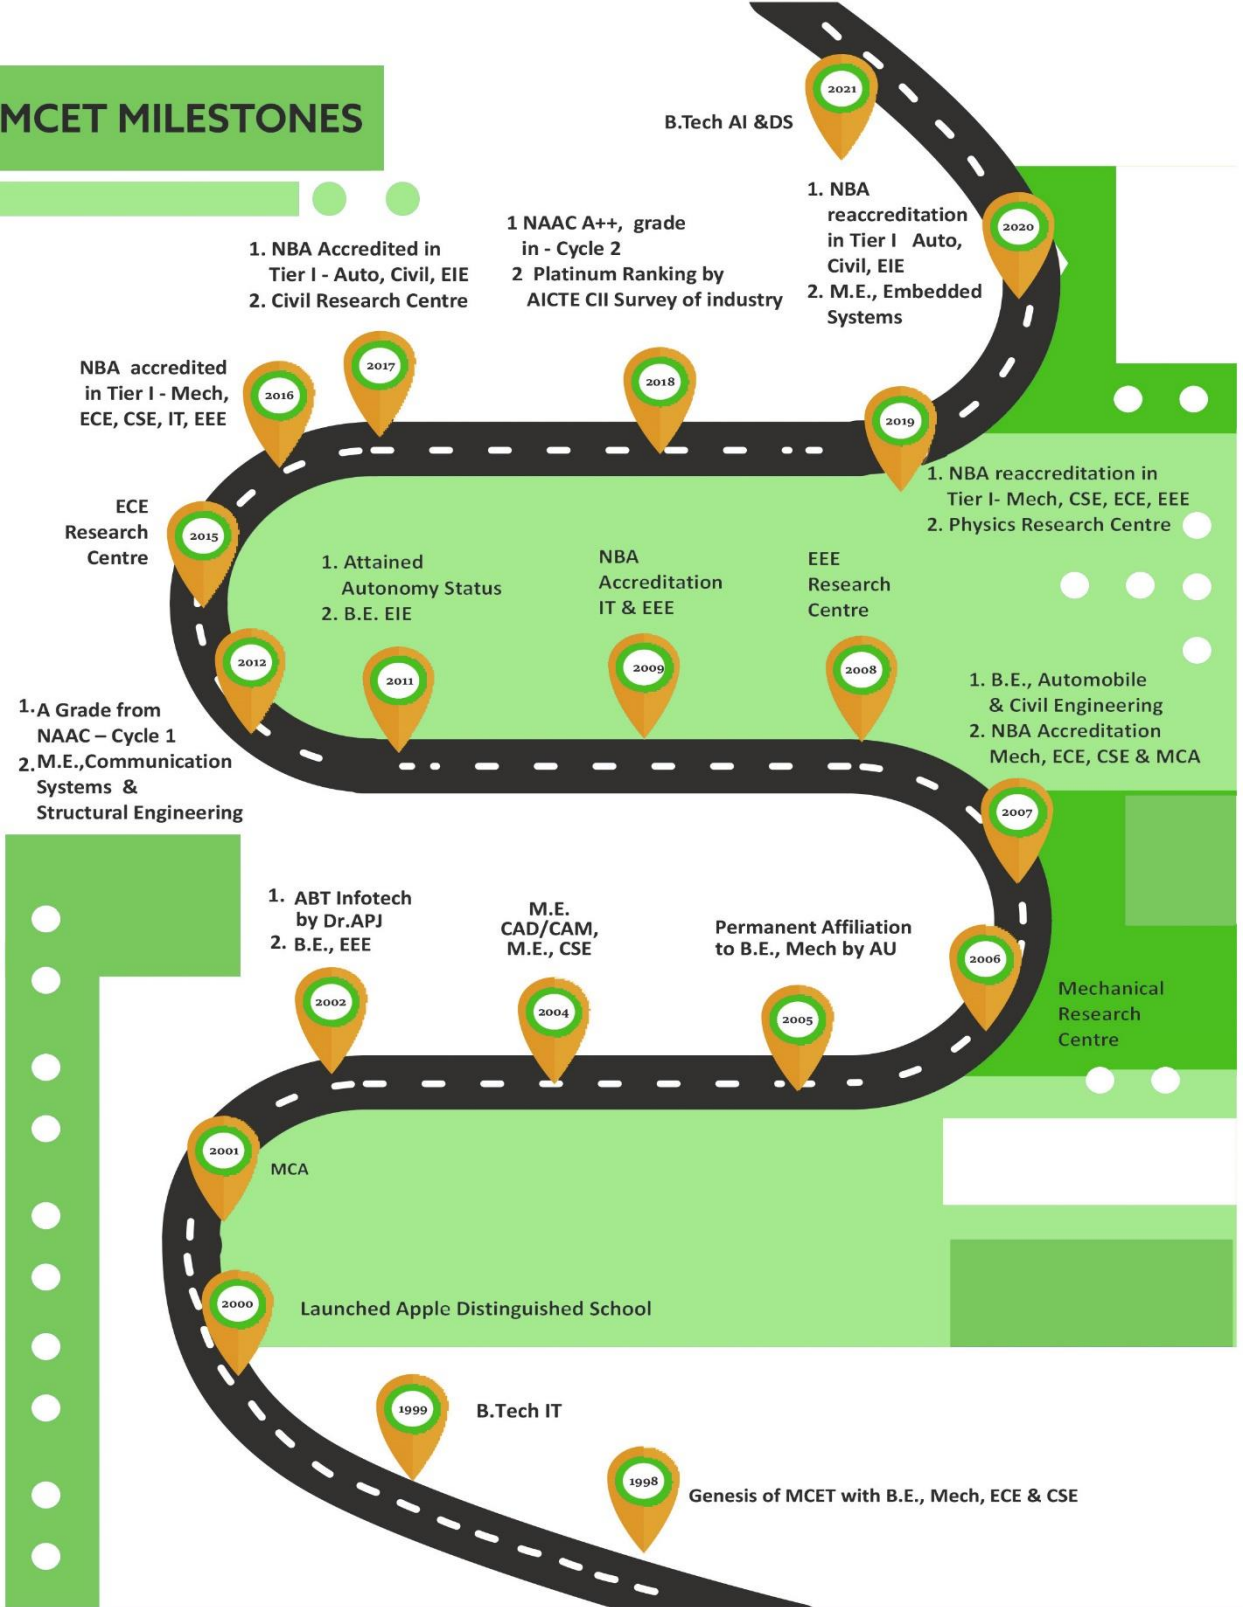 MCET MILESTONES
2021
B.Tech AI &DS
1. NBA
reaccreditation
in Tier I Auto,
Civil, EIE
2. M.E., Embedded
Systems
2020
1 NAAC A++, grade
in - Cycle 2
2 Platinum Ranking by
AICTE CII Survey of industry
1. NBA Accredited in
Tier I - Auto, Civil, EIE
2. Civil Research Centre
NBA accredited
in Tier I - Mech,
ECE, CSE, IT, EEE
2016
2017
2018
2019
1. NBA reaccreditation in
Tier I- Mech, CSE, ECE, EEE
2. Physics Research Centre
ECE
Research
Centre
2015
1. Attained
Autonomy Status
2. B.E. EIE
NBA
Accreditation
IT & EEE
EEE
Research
Centre
2012
2011
2009
2008
1. B.E., Automobile
& Civil Engineering
2. NBA Accreditation
Mech, ECE, CSE & MCA
1.A Grade from
NAAC – Cycle 1
2.M.E.,Communication
Systems &
Structural Engineering
2007
1. ABT Infotech
by Dr.APJ
2. B.E., EEE
M.E.
CAD/CAM,
M.E., CSE
Permanent Affiliation
to B.E., Mech by AU
2006
Mechanical
Research
Centre
2002
2004
2005
2001
MCA
2000
Launched Apple Distinguished School
1999
B.Tech IT
1998
Genesis of MCET with B.E., Mech, ECE & CSE